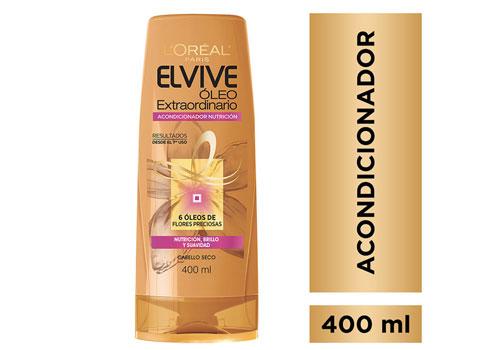 L'ORÉAL
PARIS
ELVIVE
ÓLEO
Extraordinario
ACONDICIONADOR NUTRICIÓN
RESULTADOS
DESDE EL 1er USO
6 ÓLEOS DE
FLORES PRECIOSAS
NUTRICIÓN, BRILLO
Y SUAVIDAD
CABELLO SECO
400 ml
ACONDICIONADOR
400 ml